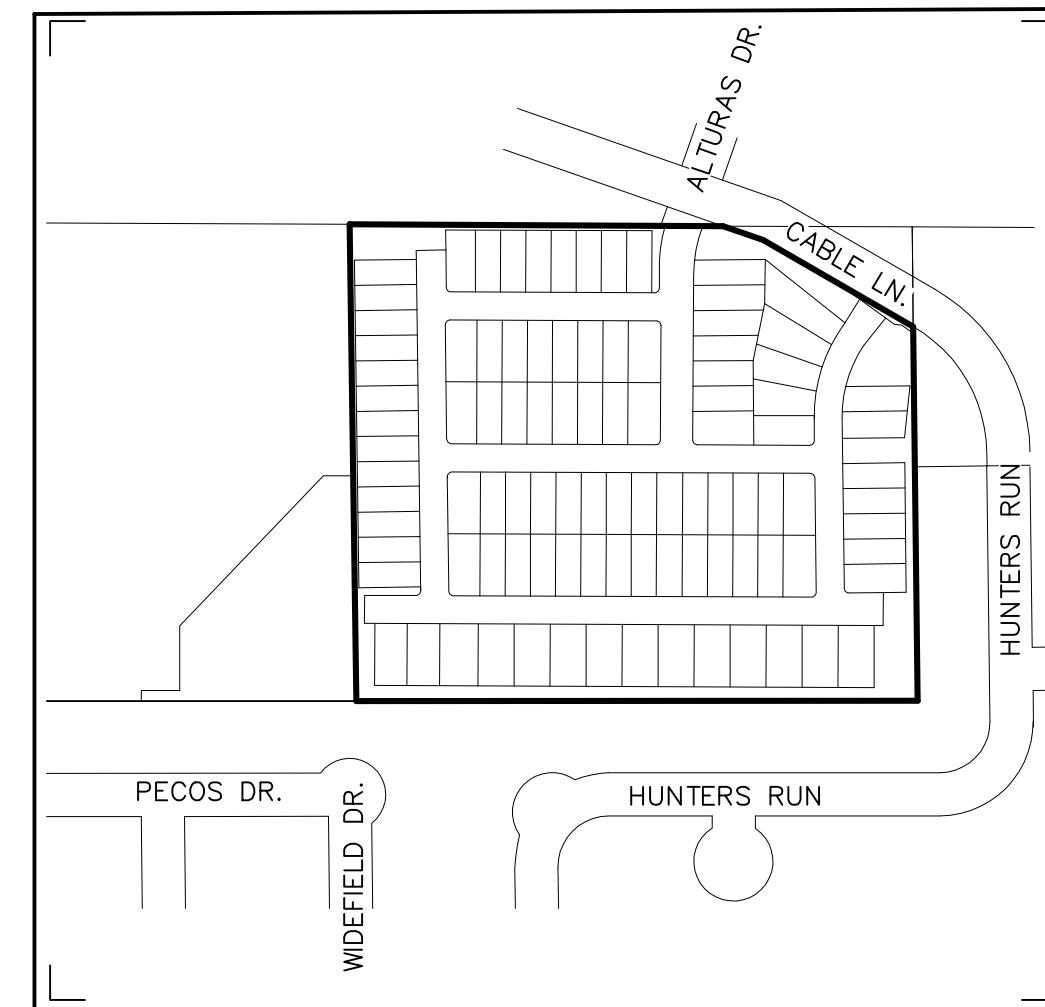 ALTURAS DR.
CABLE LN.
HUNTERS RUN
PECOS DR.
WIDEFIELD DR.
HUNTERS RUN